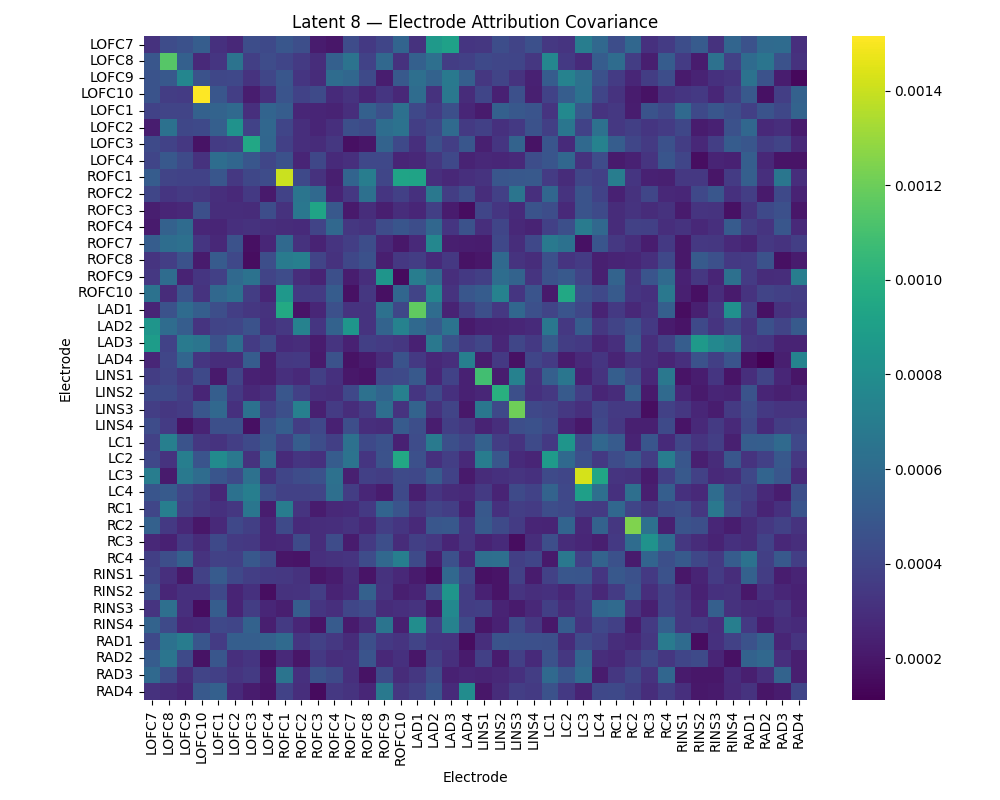 Latent 8 — Electrode Attribution Covariance
LOFC7
LOFC8
LOFC9
LOFC10
LOFC1
LOFC2
LOFC3
LOFC4
ROFC1
ROFC2
ROFC3
ROFC4
ROFC7
ROFC8
ROFC9
ROFC10
LAD1
LAD2
LAD3
LAD4
LINS1
LINS2
LINS3
LINS4
LC1
LC2
LC3
LC4
RC1
RC2
RC3
RC4
RINS1
RINS2
RINS3
RINS4
RAD1
RAD2
RAD3
RAD4
Electrode
LOFC7 LOFC8 LOFC9 LOFC10 LOFC1 LOFC2 LOFC3 LOFC4 ROFC1 ROFC2 ROFC3 ROFC4 ROFC7 ROFC8 ROFC9 ROFC10 LAD1 LAD2 LAD3 LAD4 LINS1 LINS2 LINS3 LINS4 LC1 LC2 LC3 LC4 RC1 RC2 RC3 RC4 RINS1 RINS2 RINS3 RINS4 RAD1 RAD2 RAD3 RAD4
Electrode
0.0014
0.0012
0.0010
0.0008
0.0006
0.0004
0.0002